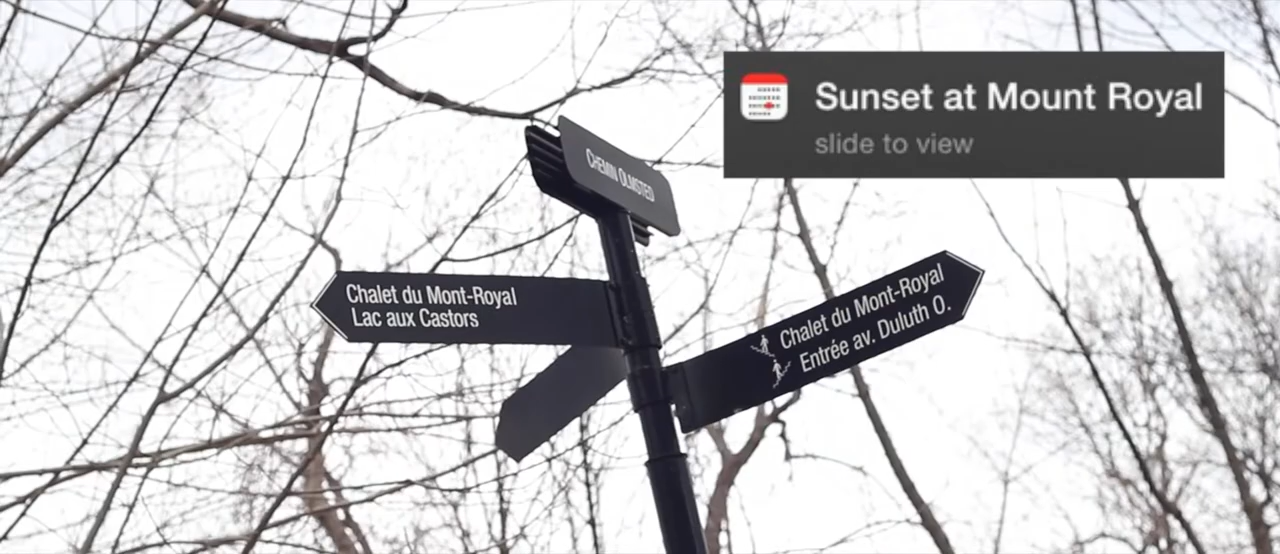 Sunset at Mount Royal
slide to view
CHEMIN OLMSTED
Chalet du Mont-Royal
Lac aux Castors
Chalet du Mont-Royal
Entrée av. Duluth O.